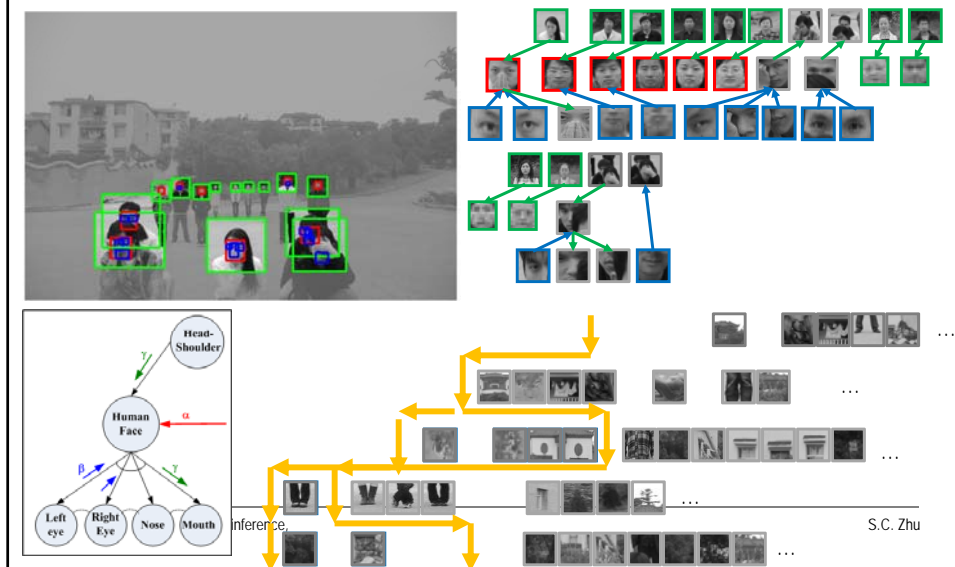 Head-
Shoulder
γ
Human
Face
α
β
γ
Left
eye
Right
Eye
Nose
Mouth
...
...
...
...
...
inference,
S.C. Zhu